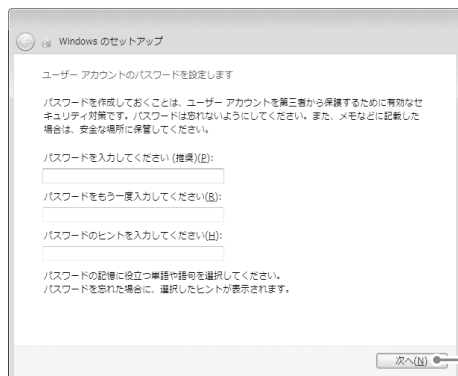 Windows のセットアップ
ユーザー アカウントのパスワードを設定します
パスワードを作成しておくことは、ユーザー アカウントを第三者から保護するために有効なセ
キュリティ対策です。パスワードは忘れないようにしてください。また、メモなどに記載した
場合は、安全な場所に保管してください。
パスワードを入力してください (推奨)(P):
パスワードをもう一度入力してください(R):
パスワードのヒントを入力してください(H):
パスワードの記憶に役立つ単語や語句を選択してください。
パスワードを忘れた場合に、選択したヒントが表示されます。
次へ(N)